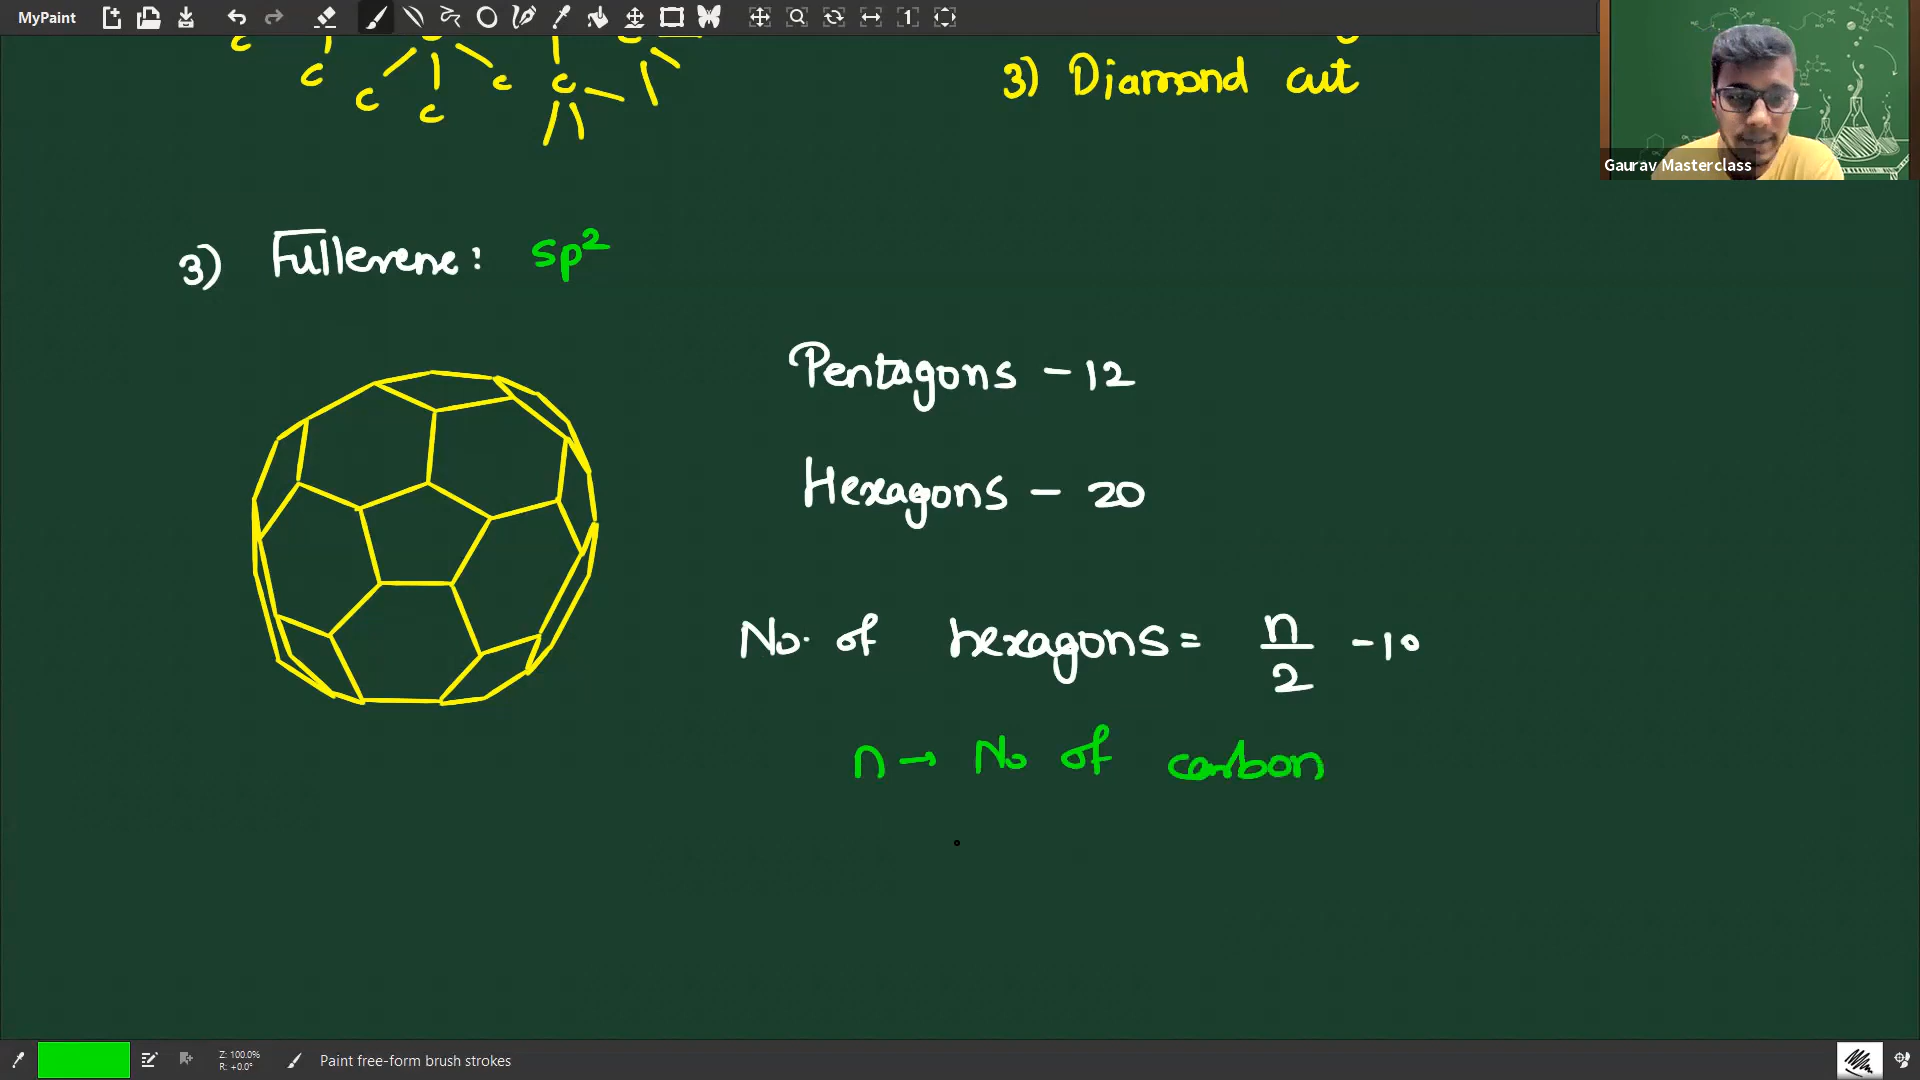 MyPaint
c c c c c c
3) Diamond cut
Gaurav Masterclass
3) Fullerene: sp²
Pentagons - 12
Hexagons - 20
No. of hexagons = n/2 - 10
n → No of carbon
Z: 100.0%
R: +0.0°
Paint free-form brush strokes